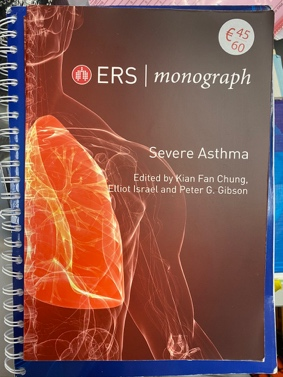 €45
60
ERS | monograph
Severe Asthma
Edited by Kian Fan Chung,
Elliot Israel and Peter G. Gibson